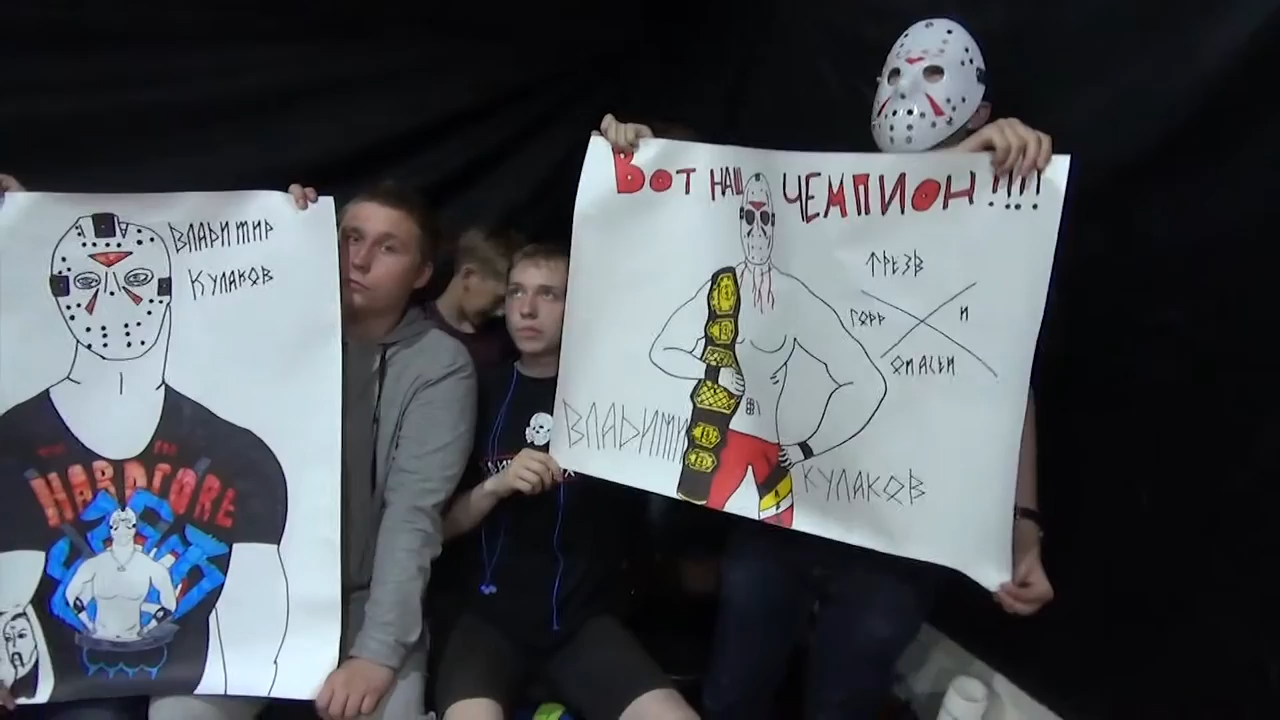 ВЛАДИМИР
КУЛАКОВ
HARDCORE
ВОТ НАШ ЧЕМПИОН!!!!
ТРЕЗВ
ГОРД
И
ОПАСЕН
ВЛАДИМИ
КУЛАКОВ